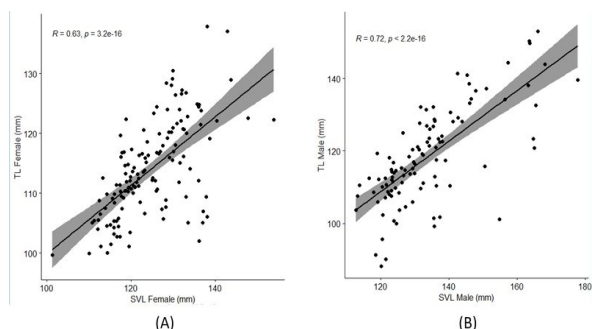 R = 0.63, p = 3.2e-16
130
120
110
100
TL Female (mm)
100
120
140
SVL Female (mm)
(A)
R = 0.72, p < 2.2e-16
140
120
100
TL Male (mm)
120
140
160
180
SVL Male (mm)
(B)